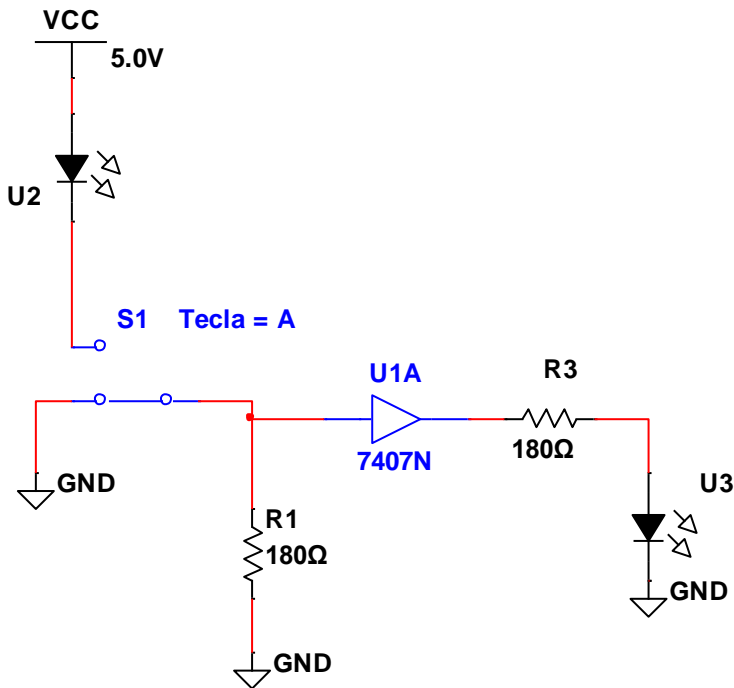 VCC
5.0V
U2
S1 Tecla = A
U1A
7407N
R3
180Ω
GND
U3
R1
180Ω
GND
GND